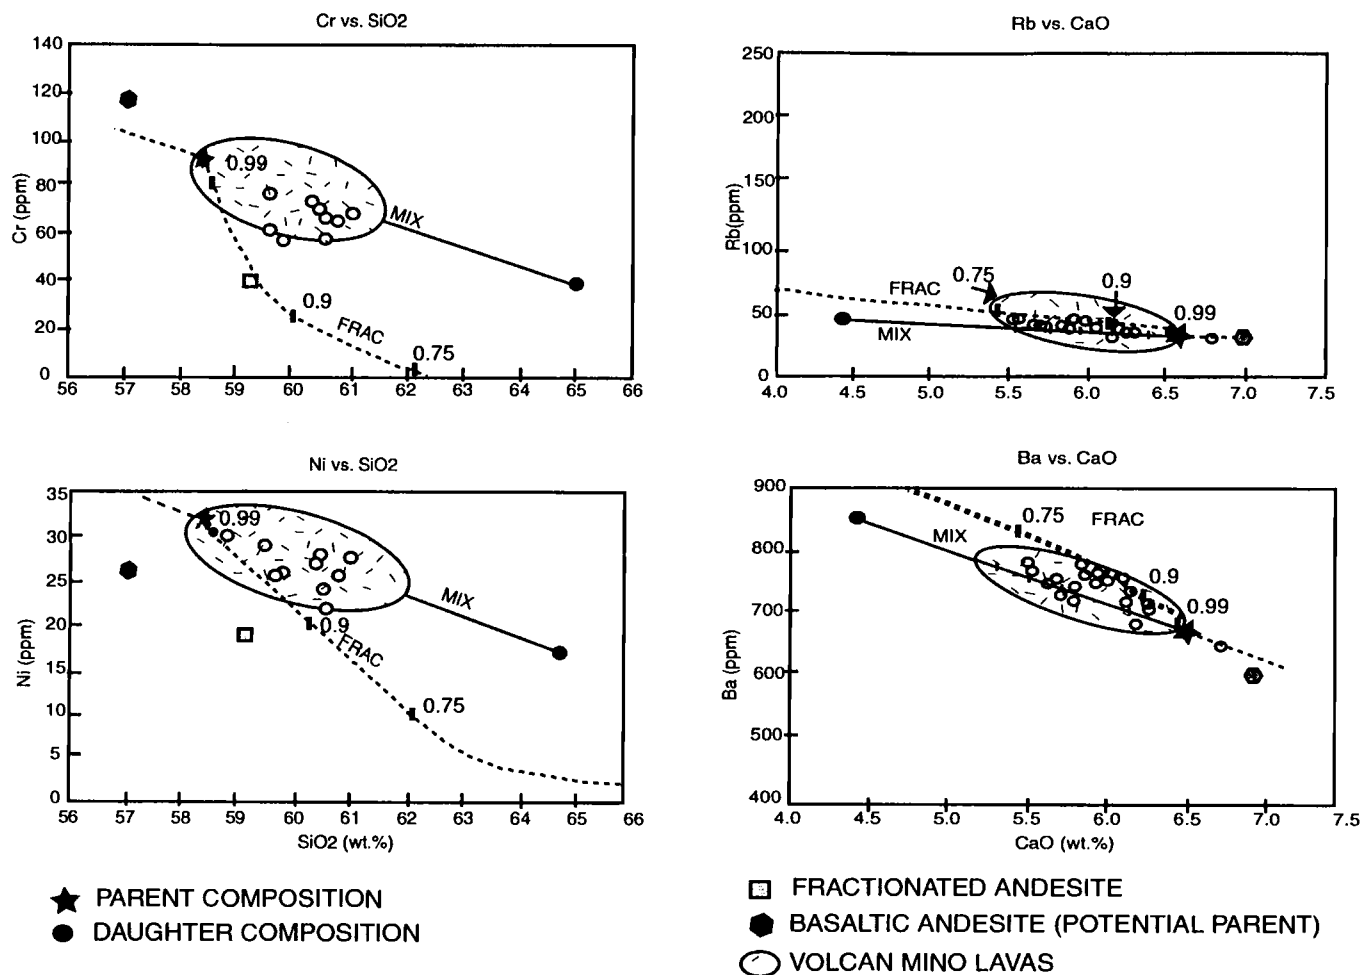 Cr vs. SiO2
140
120
100
80
60
40
20
0
Cr (ppm)
0.99
MIX
0.9
FRAC
0.75
56 57 59 60 61 62 63 65 66
Rb vs. CaO
250
200
150
100
50
0
Rb(ppm)
0.75
0.9
FRAC
0.99
MIX
4.0 4.5 5.0 5.5 6.0 6.5 7.0 7.5
Ni vs. SiO2
35
30
25
20
15
10
5
0
Ni (ppm)
0.99
MIX
0.9
FRAC
0.75
56 57 58 59 60 61 62 63 64 65 66
SiO2 (wt.%)
Ba vs. CaO
900
800
700
600
500
400
Ba (ppm)
0.75
FRAC
MIX
0.9
0.99
4.0 4.5 5.0 5.5 6.0 6.5 7.0 7.5
CaO (wt.%)
PARENT COMPOSITION
DAUGHTER COMPOSITION
FRACTIONATED ANDESITE
BASALTIC ANDESITE (POTENTIAL PARENT)
VOLCAN MINO LAVAS